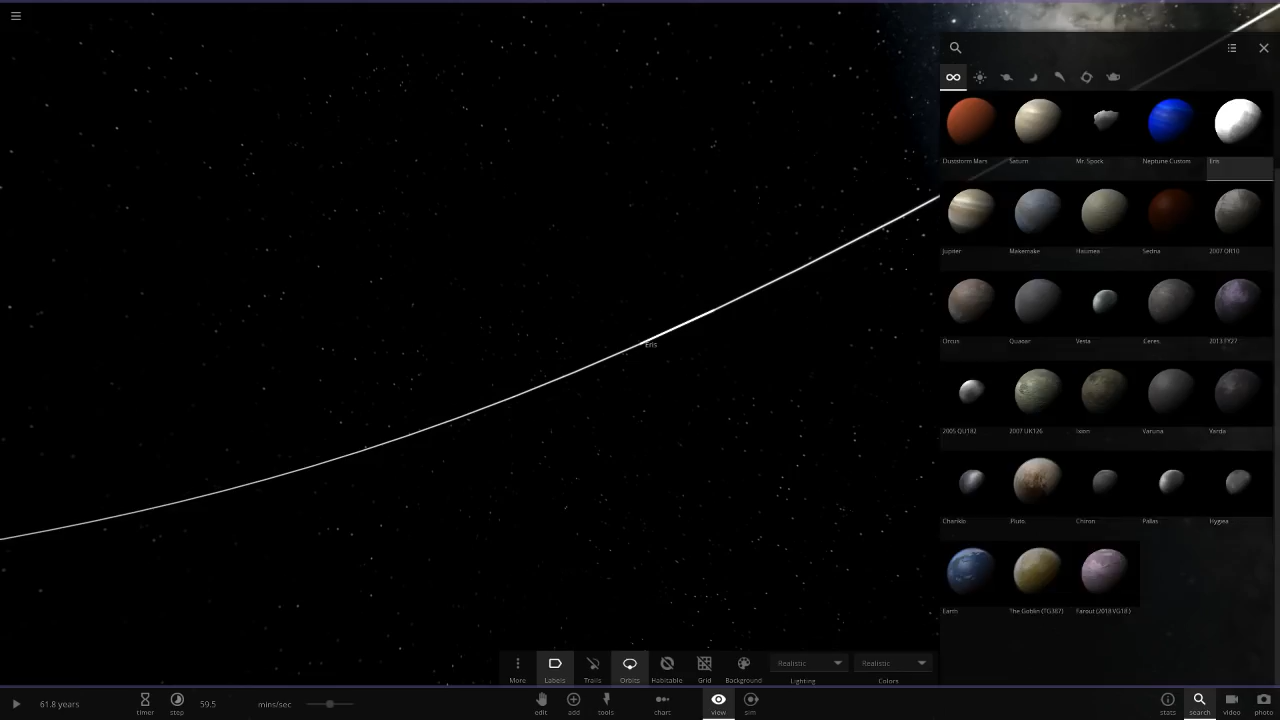 Duststorm Mars Saturn Mr. Spock Neptune Custom Eris
Jupiter Makemake Haumea Sedna 2007 OR10
Eris
Orcus Quaoar Vesta Ceres 2013 FY27
2005 QU182 2007 UK126 Ixion Varuna Varda
Chariklo Pluto Chiron Pallas Hygiea
Earth The Goblin (TG387) Farout (2018 VG18)
Realistic Realistic
More Labels Trails Orbits Habitable Grid Background Lighting Colors
61.8 years timer step 59.5 mins/sec edit add tools chart view sim stats search video photo